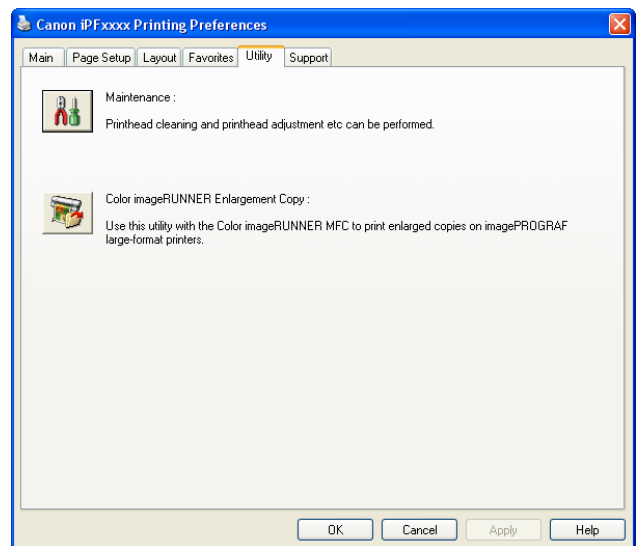 Canon iPFxxxx Printing Preferences
Main Page Setup Layout Favorites Utility Support
Maintenance :
Printhead cleaning and printhead adjustment etc can be performed.
Color imageRUNNER Enlargement Copy :
Use this utility with the Color imageRUNNER MFC to print enlarged copies on imagePROGRAF
large-format printers.
OK Cancel Apply Help